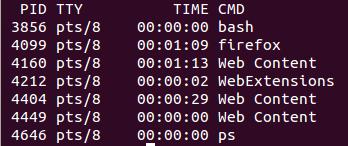 PID TTY TIME CMD
3856 pts/8 00:00:00 bash
4099 pts/8 00:01:09 firefox
4160 pts/8 00:01:13 Web Content
4212 pts/8 00:00:02 WebExtensions
4404 pts/8 00:00:29 Web Content
4449 pts/8 00:00:00 Web Content
4646 pts/8 00:00:00 ps